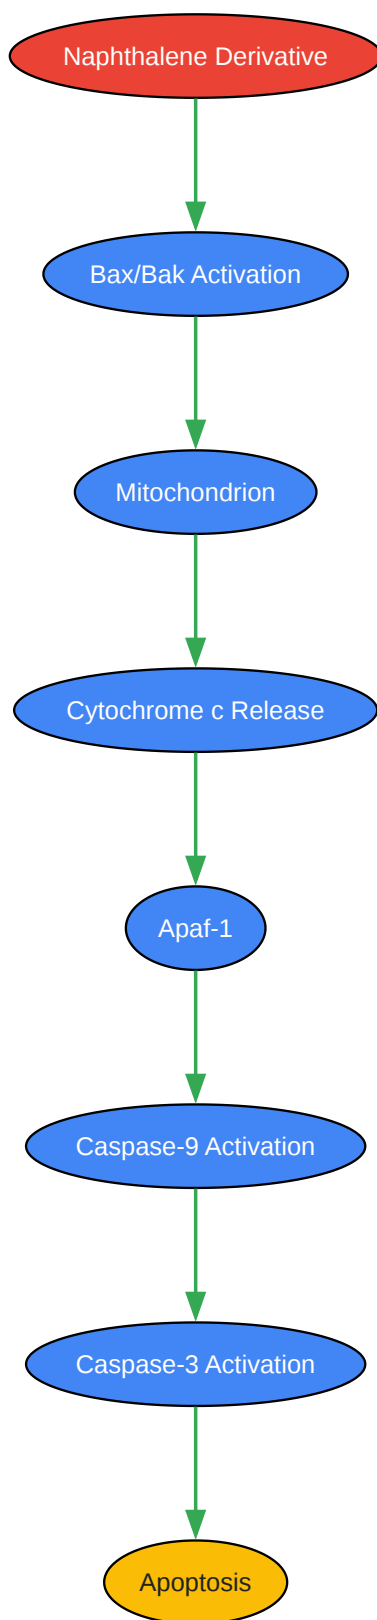 Naphthalene Derivative
Bax/Bak Activation
Mitochondrion
Cytochrome c Release
Apaf-1
Caspase-9 Activation
Caspase-3 Activation
Apoptosis